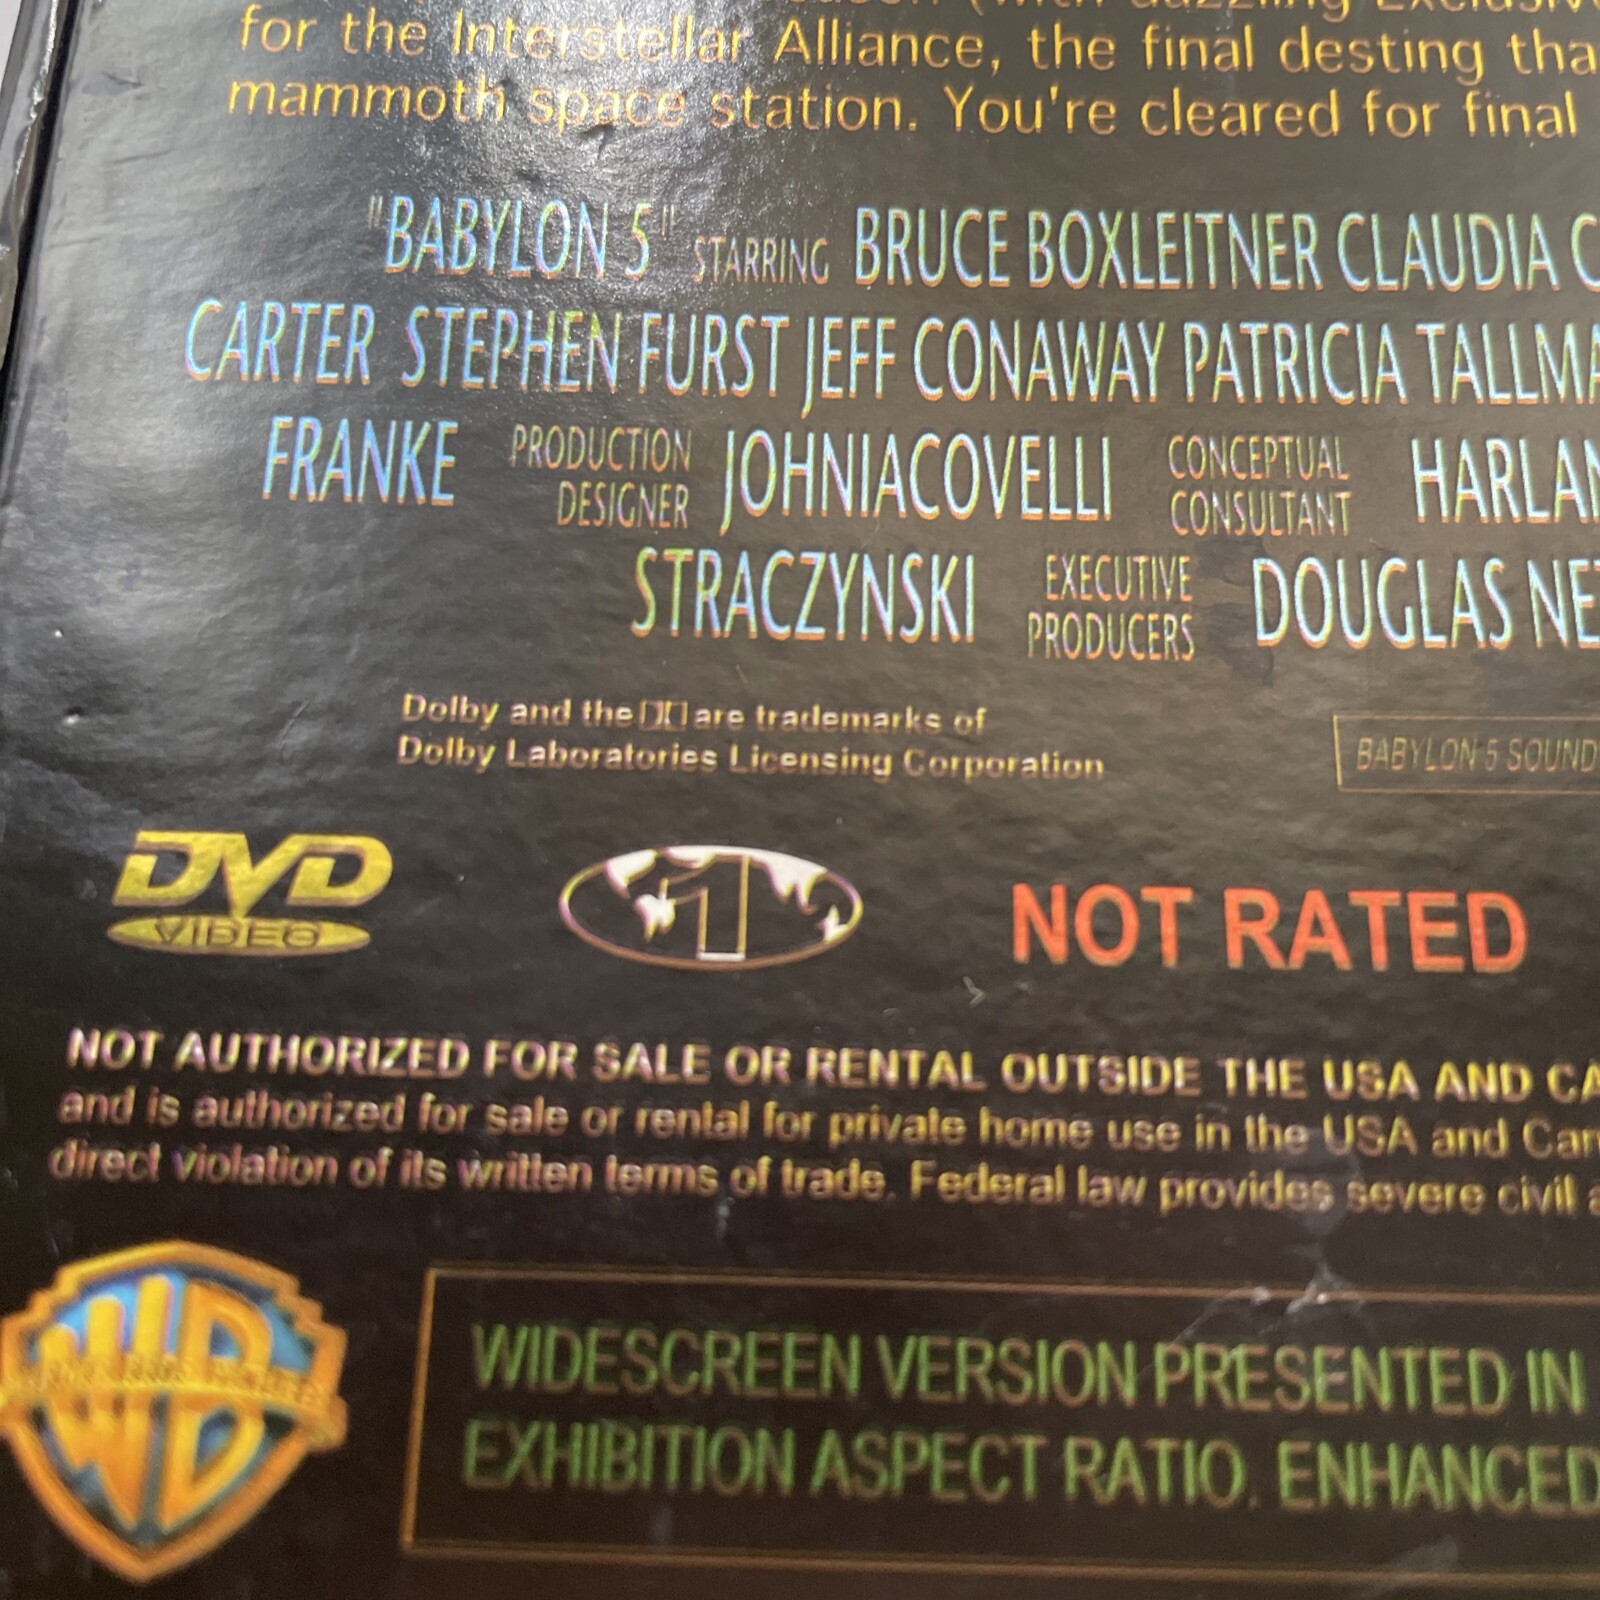 for the Interstellar Alliance, the final desting tha
mammoth space station. You're cleared for final
"BABYLON 5" STARRING BRUCE BOXLEITNER CLAUDIA C
CARTER STEPHEN FURST JEFF CONAWAY PATRICIA TALLMA
FRANKE PRODUCTION DESIGNER JOHNIACOVELLI CONCEPTUAL CONSULTANT HARLAN
STRACZYNSKI EXECUTIVE PRODUCERS DOUGLAS NET
Dolby and the are trademarks of
Dolby Laboratories Licensing Corporation
BABYLON 5 SOUND
DVD
VIDEO
1
NOT RATED
NOT AUTHORIZED FOR SALE OR RENTAL OUTSIDE THE USA AND CA
and is authorized for sale or rental for private home use in the USA and Can
direct violation of its written terms of trade. Federal law provides severe civil a
WB
WIDESCREEN VERSION PRESENTED IN
EXHIBITION ASPECT RATIO. ENHANCED